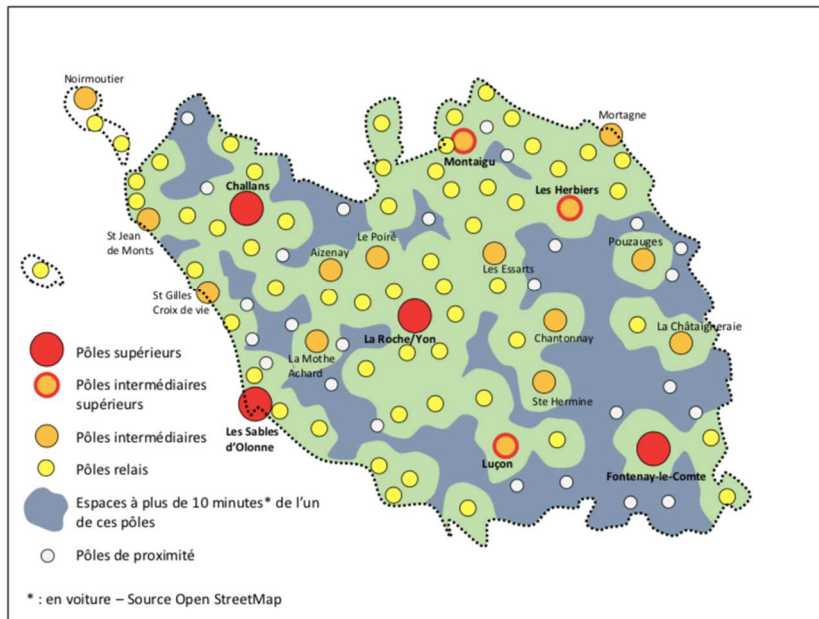 Noirmoutier
Mortagne
Montaigu
Challans
Les Herbiers
St Jean
de Monts
Le Poiré
Aizenay
Pouzauges
Les Essarts
St Gilles
Croix de vie
La Roche/Yon
Chantonnay
La Châtaigneraie
La Mothe
Achard
Ste Hermine
Les Sables
d'Olonne
Luçon
Fontenay-le-Comte
Pôles supérieurs
Pôles intermédiaires
supérieurs
Pôles intermédiaires
Pôles relais
Espaces à plus de 10 minutes* de l'un
de ces pôles
Pôles de proximité
* : en voiture – Source Open StreetMap